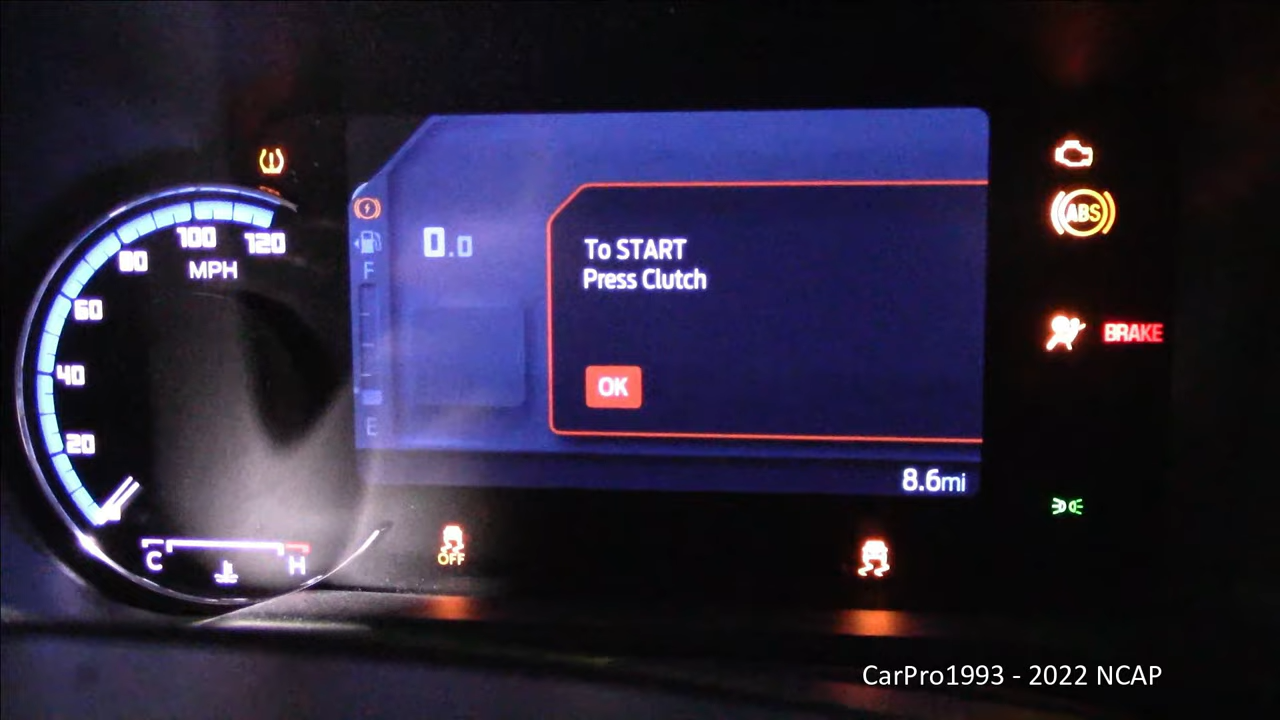 120
100
80
MPH
60
40
20
C
H
F
E
0.0
To START
Press Clutch
OK
8.6mi
OFF
ABS
BRAKE
CarPro1993 - 2022 NCAP